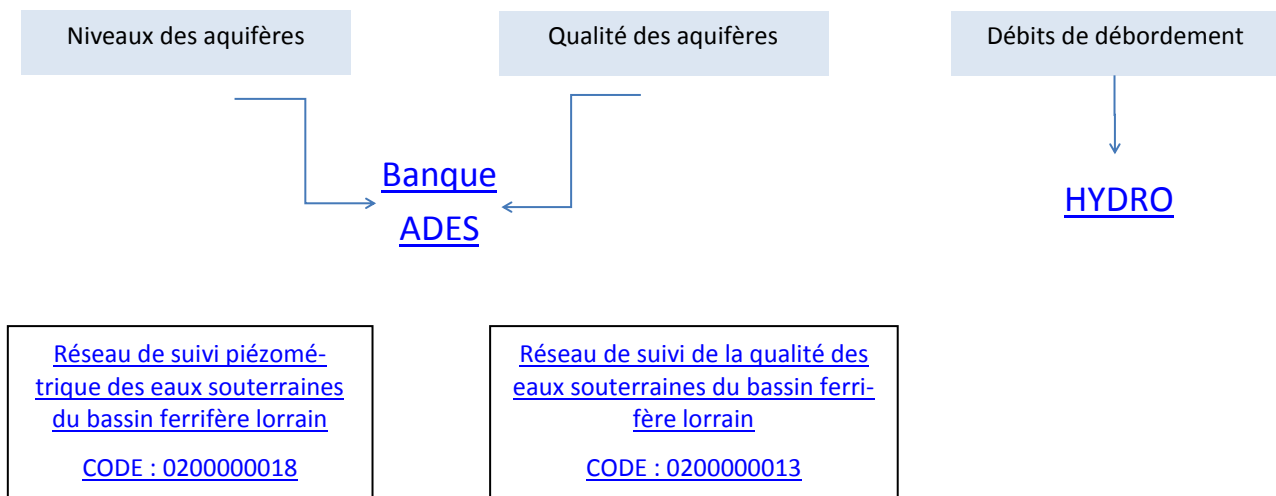 Niveaux des aquifères
Qualité des aquifères
Débits de débordement
Banque
ADES
HYDRO
Réseau de suivi piézomé-
trique des eaux souterraines
du bassin ferrifère lorrain
CODE : 0200000018
Réseau de suivi de la qualité des
eaux souterraines du bassin ferri-
fère lorrain
CODE : 0200000013